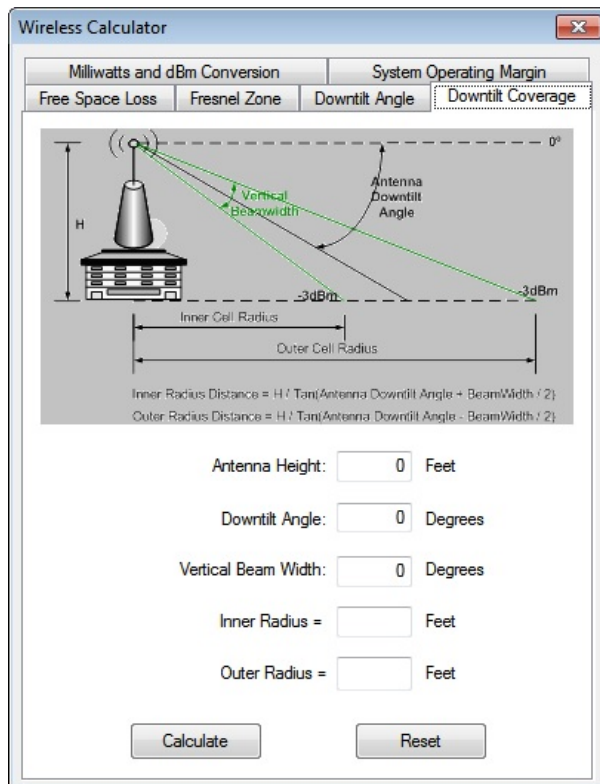 Wireless Calculator
Milliwatts and dBm Conversion System Operating Margin
Free Space Loss Fresnel Zone Downtilt Angle Downtilt Coverage
0º
H
Vertical
Beamwidth
Antenna
Downtilt
Angle
-3dBm
-3dBm
Inner Cell Radius
Outer Cell Radius
Inner Radius Distance = H / Tan(Antenna Downtilt Angle + BeamWidth / 2)
Outer Radius Distance = H / Tan(Antenna Downtilt Angle - BeamWidth / 2)
Antenna Height: 0 Feet
Downtilt Angle: 0 Degrees
Vertical Beam Width: 0 Degrees
Inner Radius = Feet
Outer Radius = Feet
Calculate Reset